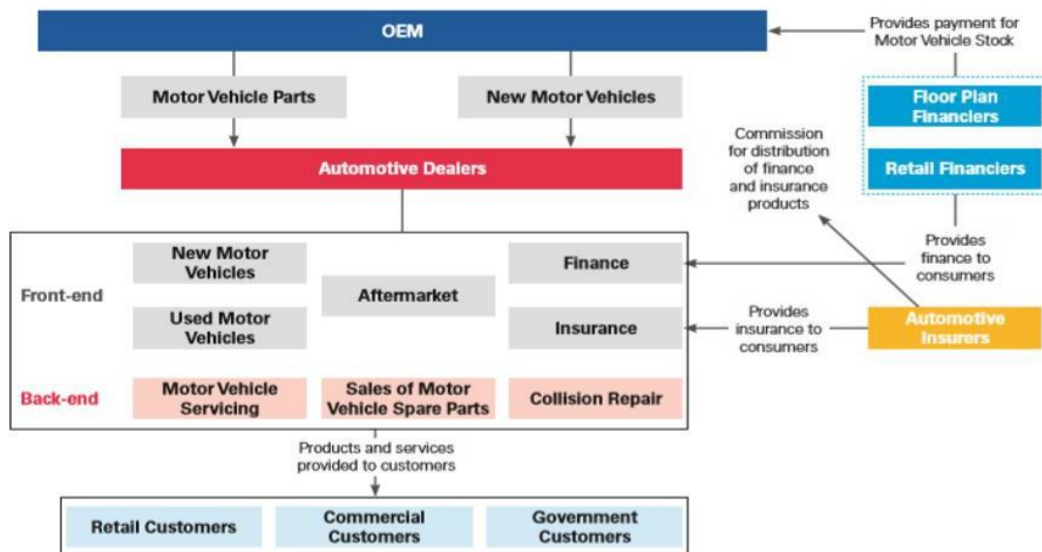 OEM
Provides payment for
Motor Vehicle Stock
Motor Vehicle Parts
New Motor Vehicles
Floor Plan
Financiers
Commission
for distribution
of finance
and insurance
products
Automotive Dealers
Retail Financiers
New Motor
Vehicles
Finance
Provides
finance to
consumers
Front-end
Aftermarket
Used Motor
Vehicles
Insurance
Provides
insurance to
consumers
Automotive
Insurers
Back-end
Motor Vehicle
Servicing
Sales of Motor
Vehicle Spare Parts
Collision Repair
Products and services
provided to customers
Retail Customers
Commercial
Customers
Government
Customers